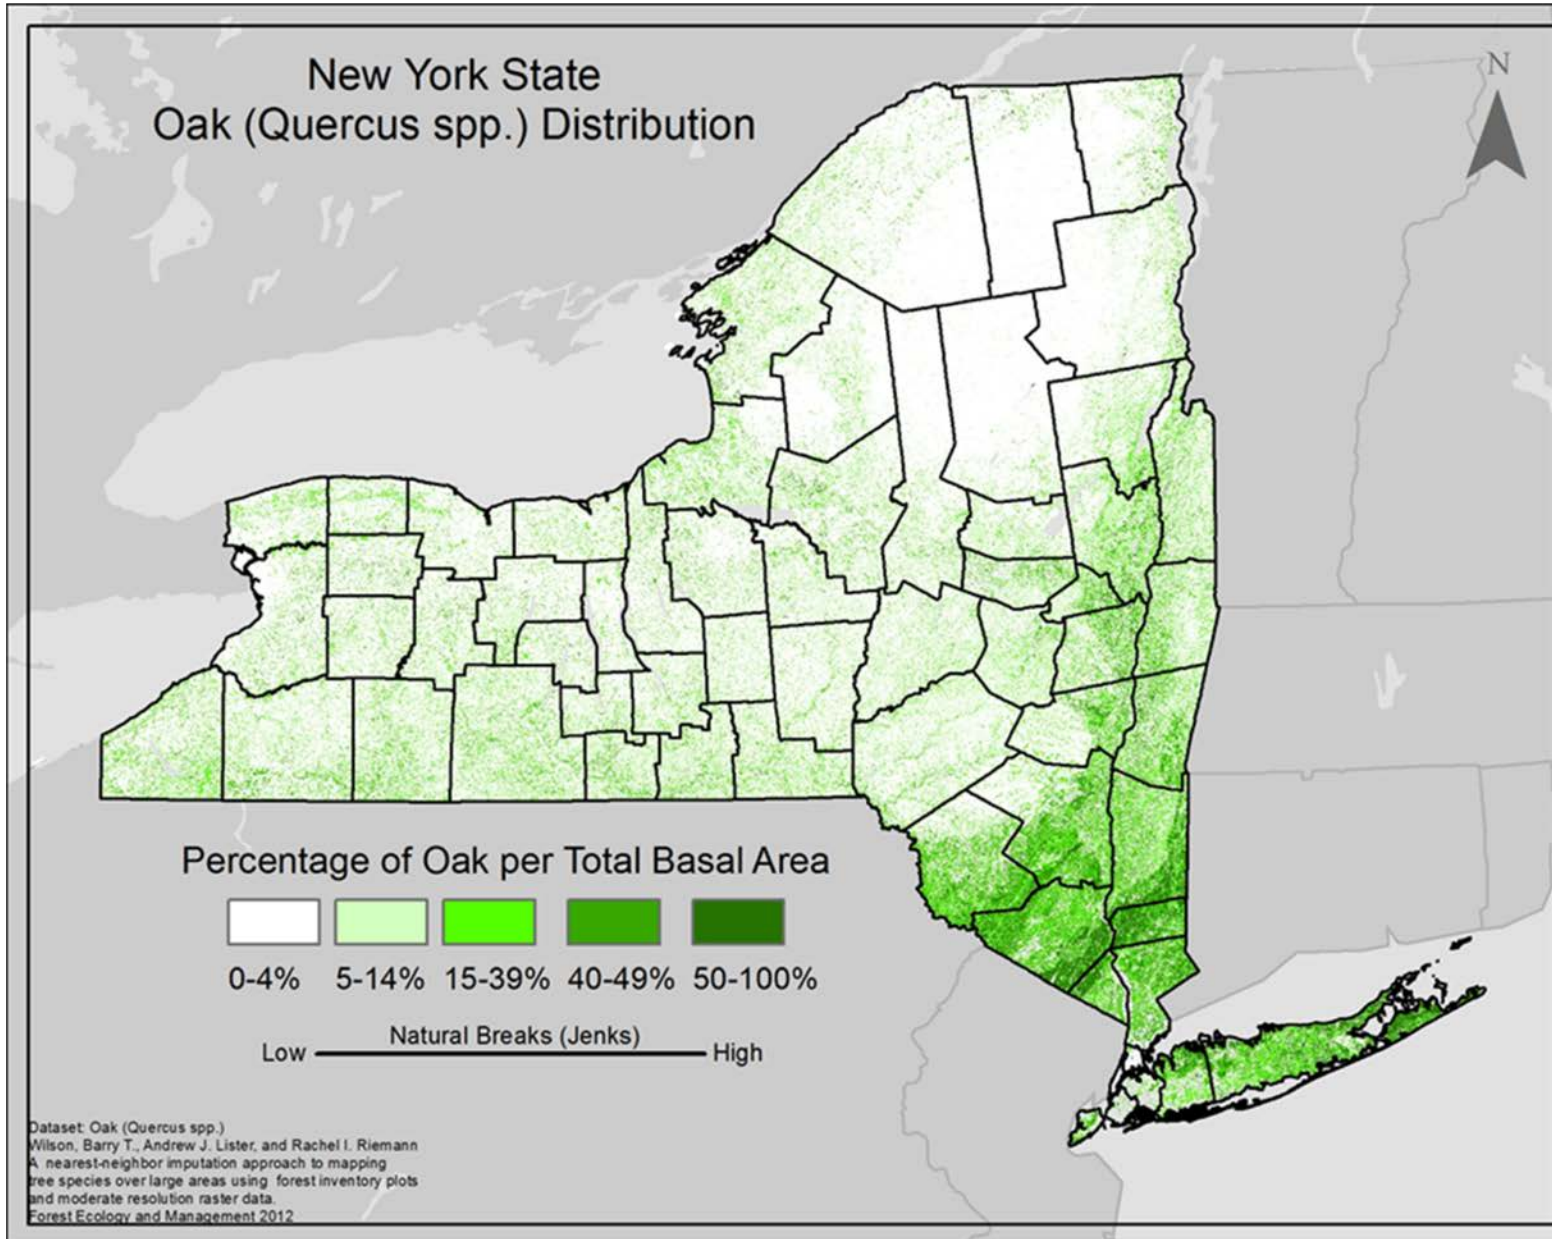 New York State
Oak (Quercus spp.) Distribution
N
Percentage of Oak per Total Basal Area
0-4% 5-14% 15-39% 40-49% 50-100%
Natural Breaks (Jenks)
Low High
Dataset: Oak (Quercus spp.)
Wilson, Barry T., Andrew J. Lister, and Rachel I. Riemann
A nearest-neighbor imputation approach to mapping
tree species over large areas using forest inventory plots
and moderate resolution raster data.
Forest Ecology and Management 2012